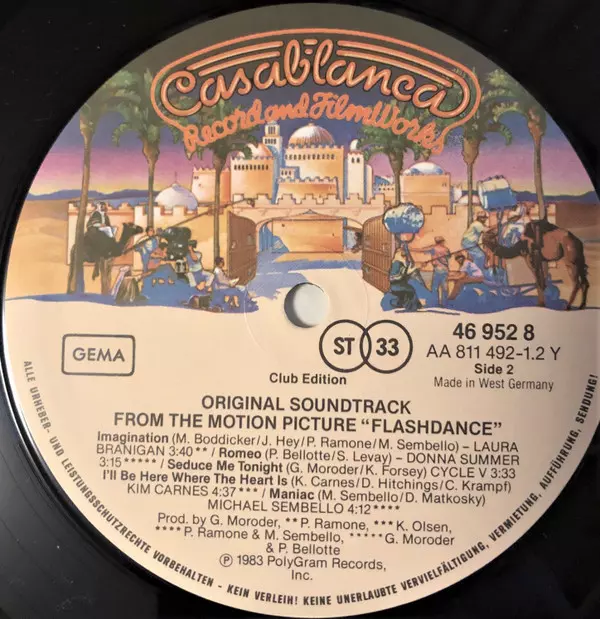 Casablanca
Record and FilmWorks
GEMA
ST 33
46 952 8
AA 811 492-1.2 Y
Side 2
Made in West Germany
Club Edition
ORIGINAL SOUNDTRACK
FROM THE MOTION PICTURE “FLASHDANCE”
Imagination (M. Boddicker/J. Hey/P. Ramone/M. Sembello) – LAURA
BRANIGAN 3:40** / Romeo (P. Bellotte/S. Levay) – DONNA SUMMER
3:15***** / Seduce Me Tonight (G. Moroder/K. Forsey) CYCLE V 3:33
I'll Be Here Where The Heart Is (K. Carnes/D. Hitchings/C. Krampf)
KIM CARNES 4:37*** / Maniac (M. Sembello/D. Matkosky)
MICHAEL SEMBELLO 4:12****
Prod. by G. Moroder, **P. Ramone, ***K. Olsen,
****P. Ramone & M. Sembello, *****G. Moroder
& P. Bellotte
Ⓟ 1983 PolyGram Records,
Inc.
ALLE URHEBER- UND LEISTUNGSSCHUTZRECHTE VORBEHALTEN - KEIN VERLEIH! KEINE UNERLAUBTE VERVIELFÄLTIGUNG, VERMIETUNG, AUFFÜHRUNG, SENDUNG!